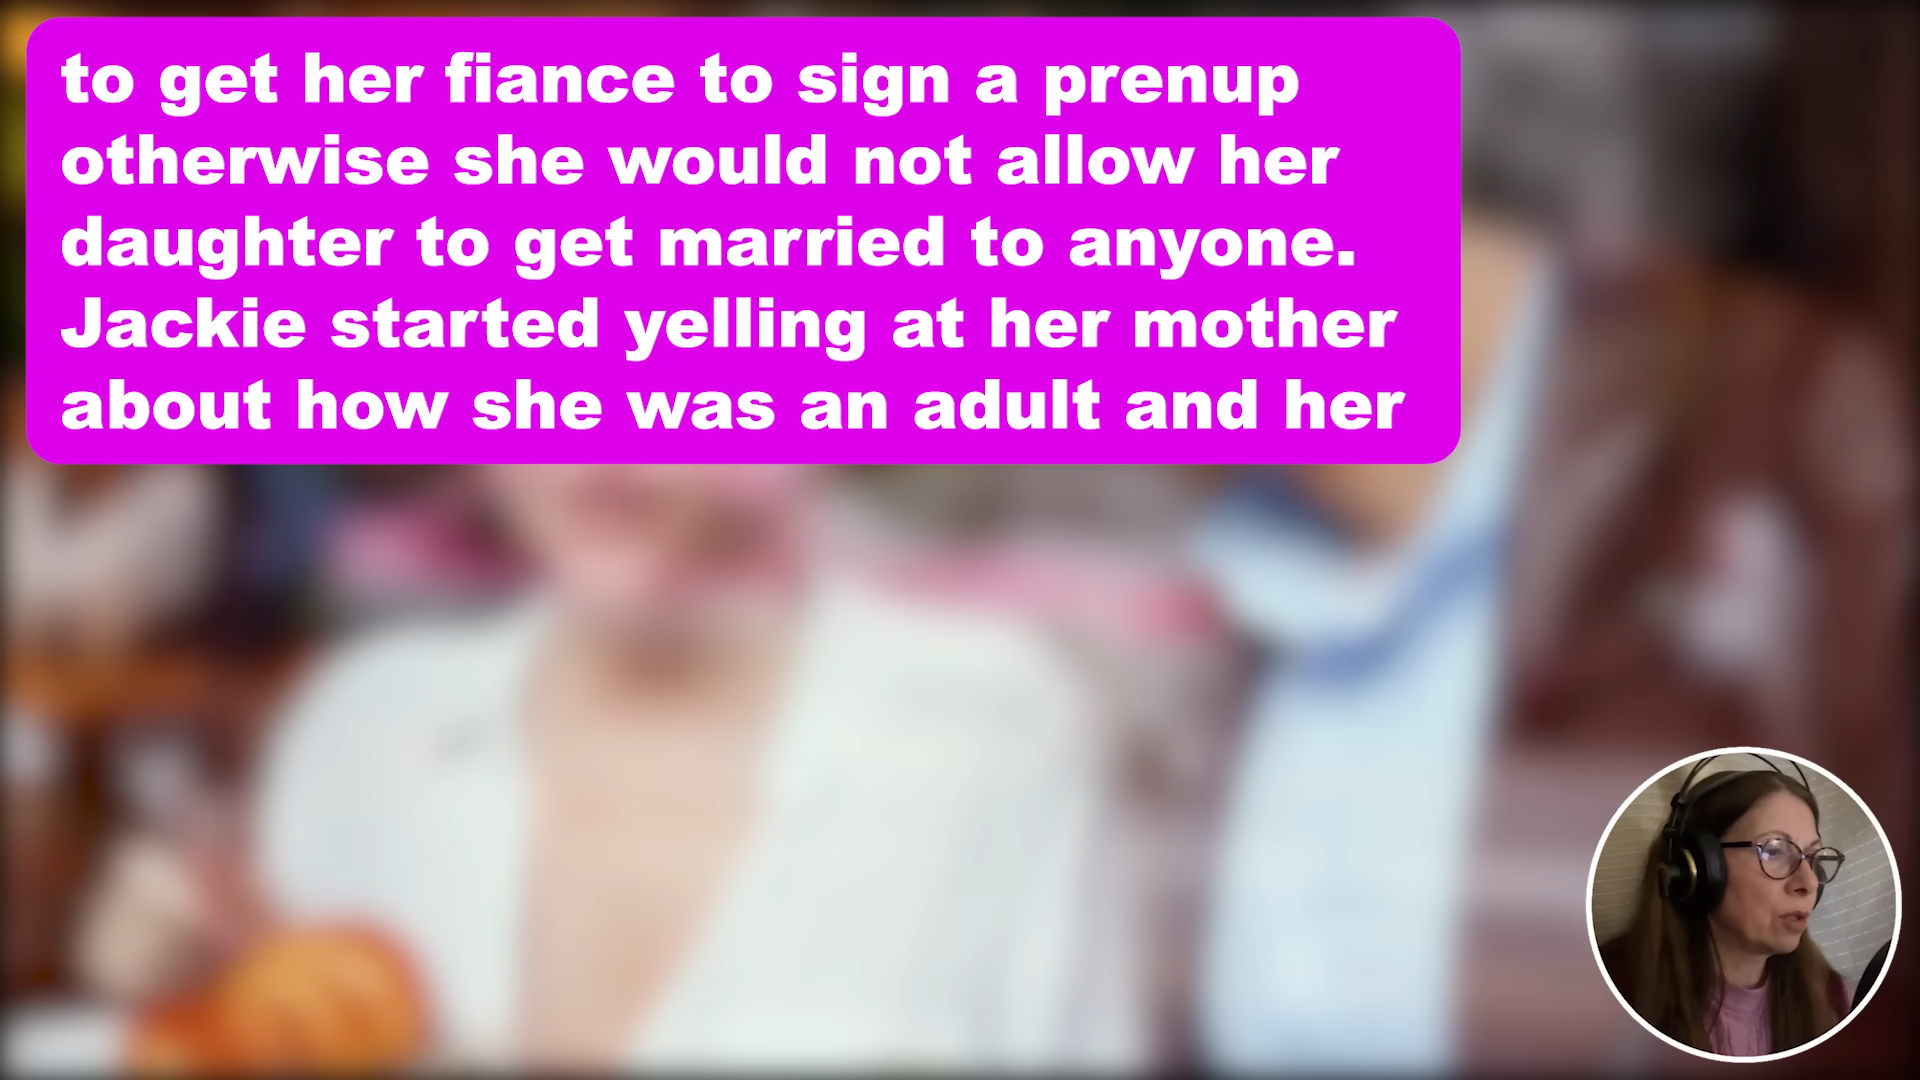 to get her fiance to sign a prenup
otherwise she would not allow her
daughter to get married to anyone.
Jackie started yelling at her mother
about how she was an adult and her